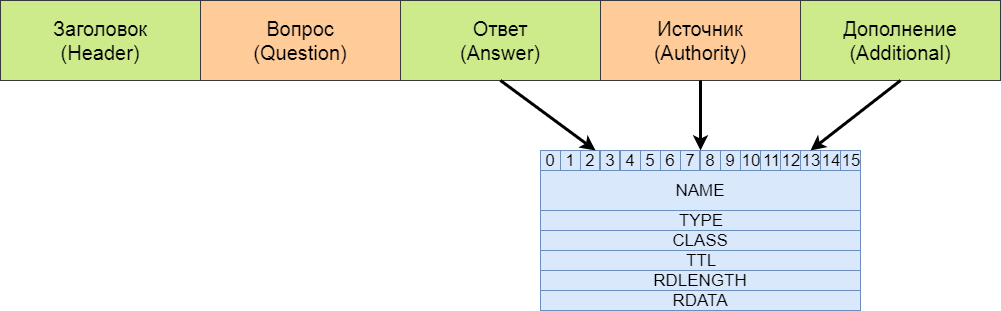 Заголовок
(Header)
Вопрос
(Question)
Ответ
(Answer)
Источник
(Authority)
Дополнение
(Additional)
0 1 2 3 4 5 6 7 8 9 10 11 12 13 14 15
NAME
TYPE
CLASS
TTL
RDLENGTH
RDATA